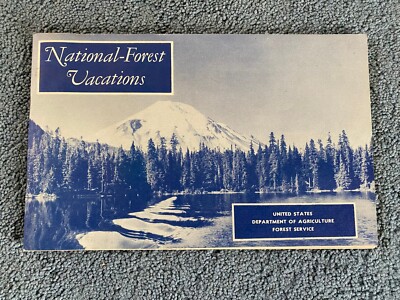 National-Forest
Vacations
UNITED STATES
DEPARTMENT OF AGRICULTURE
FOREST SERVICE